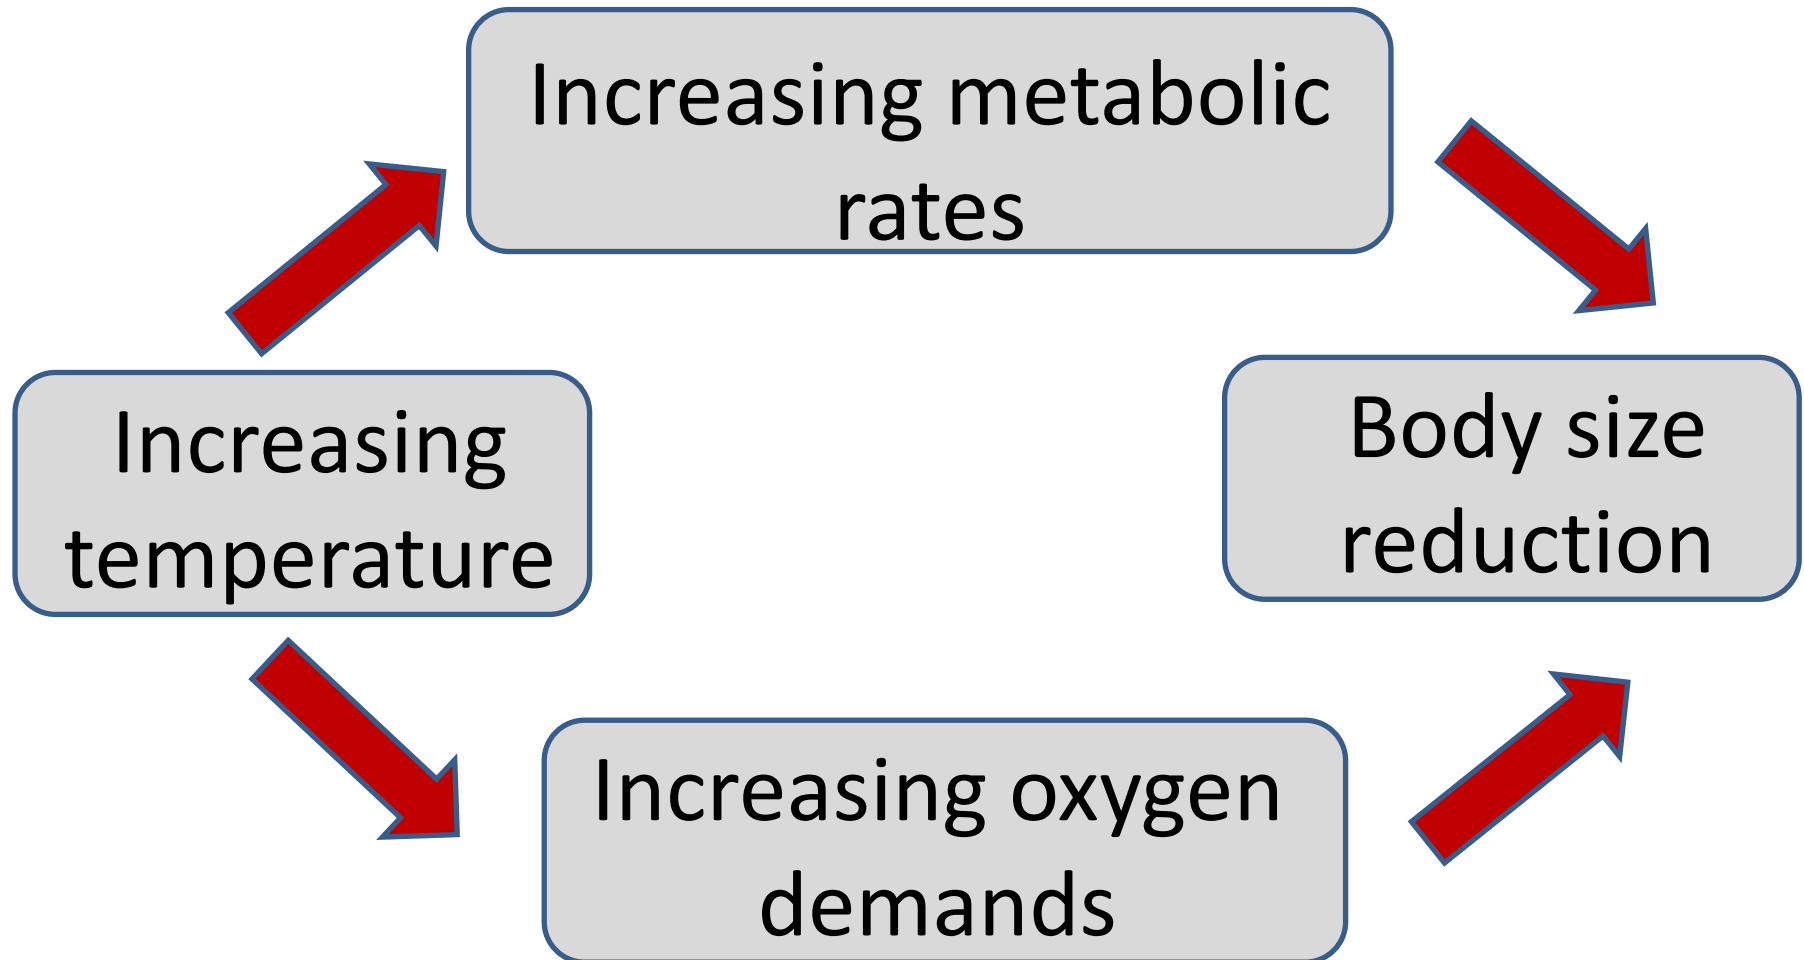 Increasing metabolic
rates
Increasing
temperature
Body size
reduction
Increasing oxygen
demands